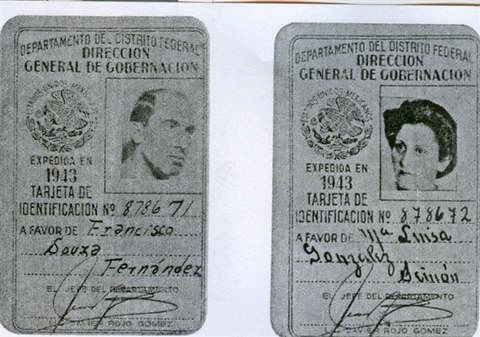 DEPARTAMENTO DEL DISTRITO FEDERAL
DIRECCION
GENERAL DE GOBERNACION
EXPEDIDA EN
1943
TARJETA DE
IDENTIFICACION Nº 878671
A FAVOR DE Francisco
Souza
Fernández
EL JEFE DEL DEPARTAMENTO
JAVIER ROJO GOMEZ
DEPARTAMENTO DEL DISTRITO FEDERAL
DIRECCION
GENERAL DE GOBERNACION
EXPEDIDA EN
1943
TARJETA DE
IDENTIFICACION Nº 878672
A FAVOR DE Mª Luisa
González
Simón
EL JEFE DEL DEPARTAMENTO
JAVIER ROJO GOMEZ